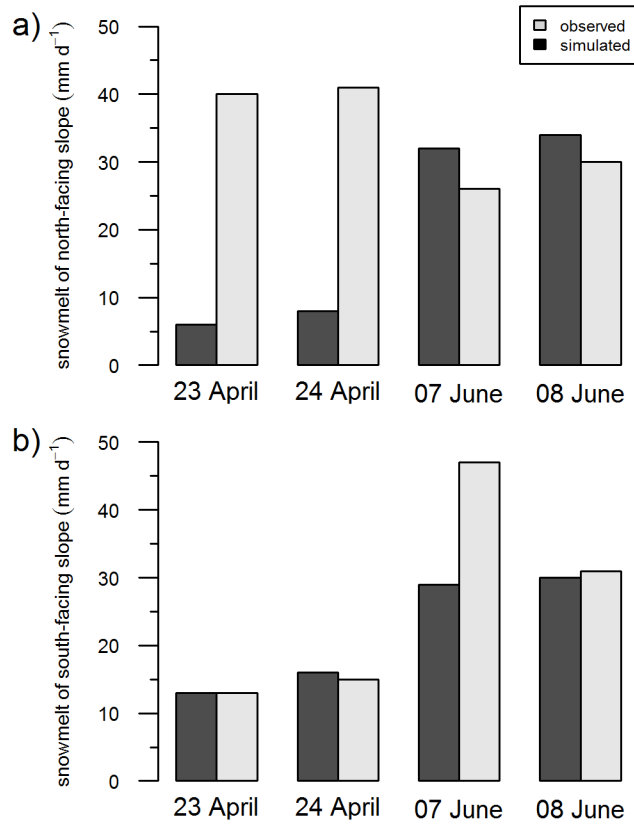 a)
observed
simulated
snowmelt of north-facing slope (mm d⁻¹)
50
40
30
20
10
0
23 April 24 April 07 June 08 June
b)
snowmelt of south-facing slope (mm d⁻¹)
50
40
30
20
10
0
23 April 24 April 07 June 08 June